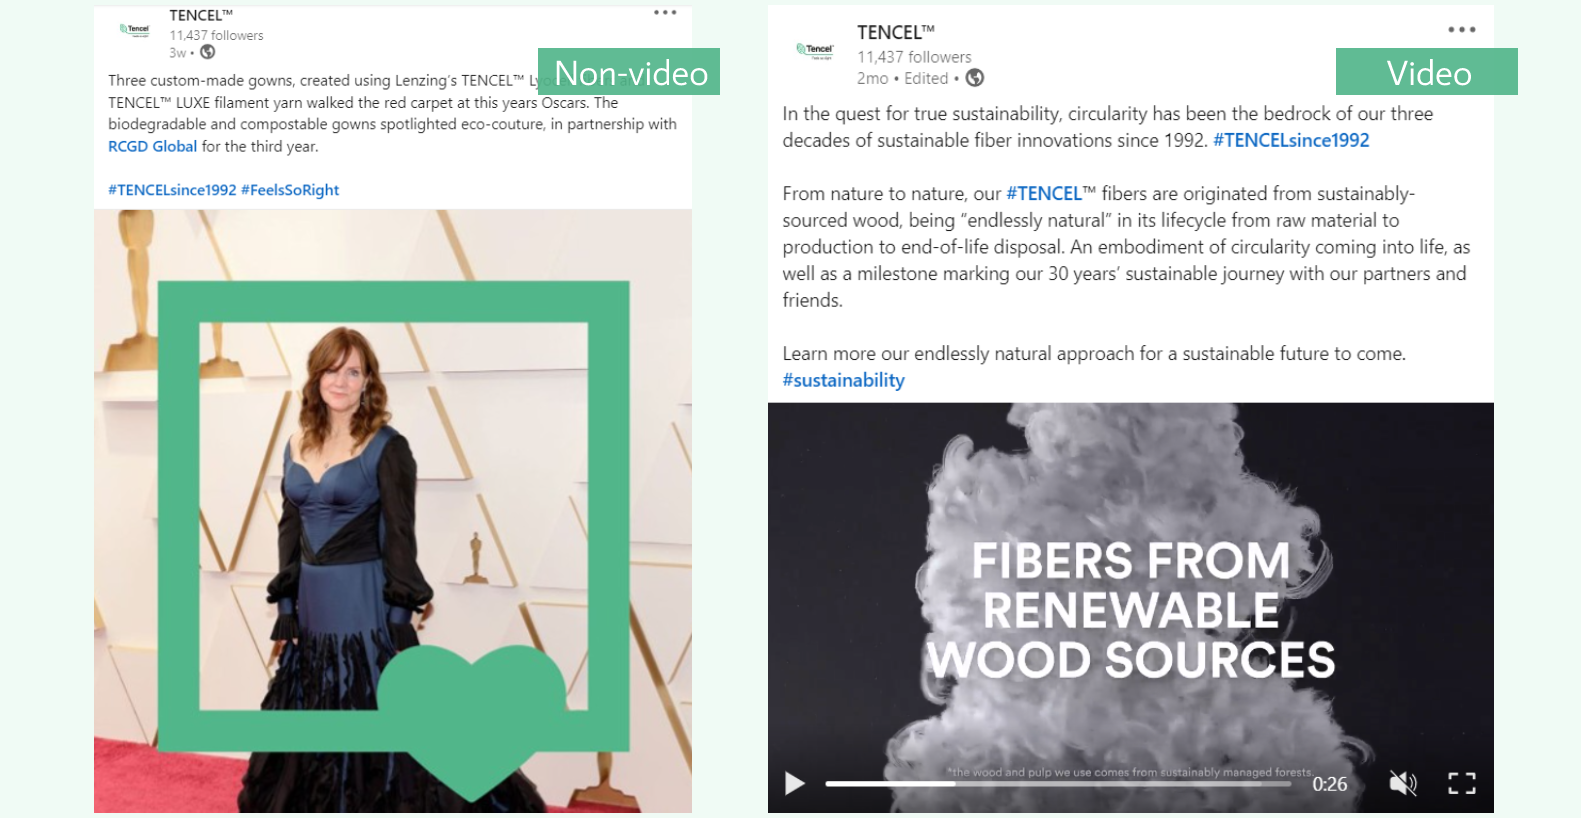 TENCEL™
11,437 followers
3w •
Non-video
Three custom-made gowns, created using Lenzing's TENCEL™
TENCEL™ LUXE filament yarn walked the red carpet at this years Oscars. The
biodegradable and compostable gowns spotlighted eco-couture, in partnership with
RCGD Global for the third year.
#TENCELsince1992 #FeelsSoRight
Tencel
TENCEL™
11,437 followers
2mo • Edited •
Video
Tencel
In the quest for true sustainability, circularity has been the bedrock of our three
decades of sustainable fiber innovations since 1992. #TENCELsince1992
From nature to nature, our #TENCEL™ fibers are originated from sustainably-
sourced wood, being “endlessly natural” in its lifecycle from raw material to
production to end-of-life disposal. An embodiment of circularity coming into life, as
well as a milestone marking our 30 years’ sustainable journey with our partners and
friends.
Learn more our endlessly natural approach for a sustainable future to come.
#sustainability
FIBERS FROM
RENEWABLE
WOOD SOURCES
*the wood and pulp we use comes from sustainably managed forests.
0:26